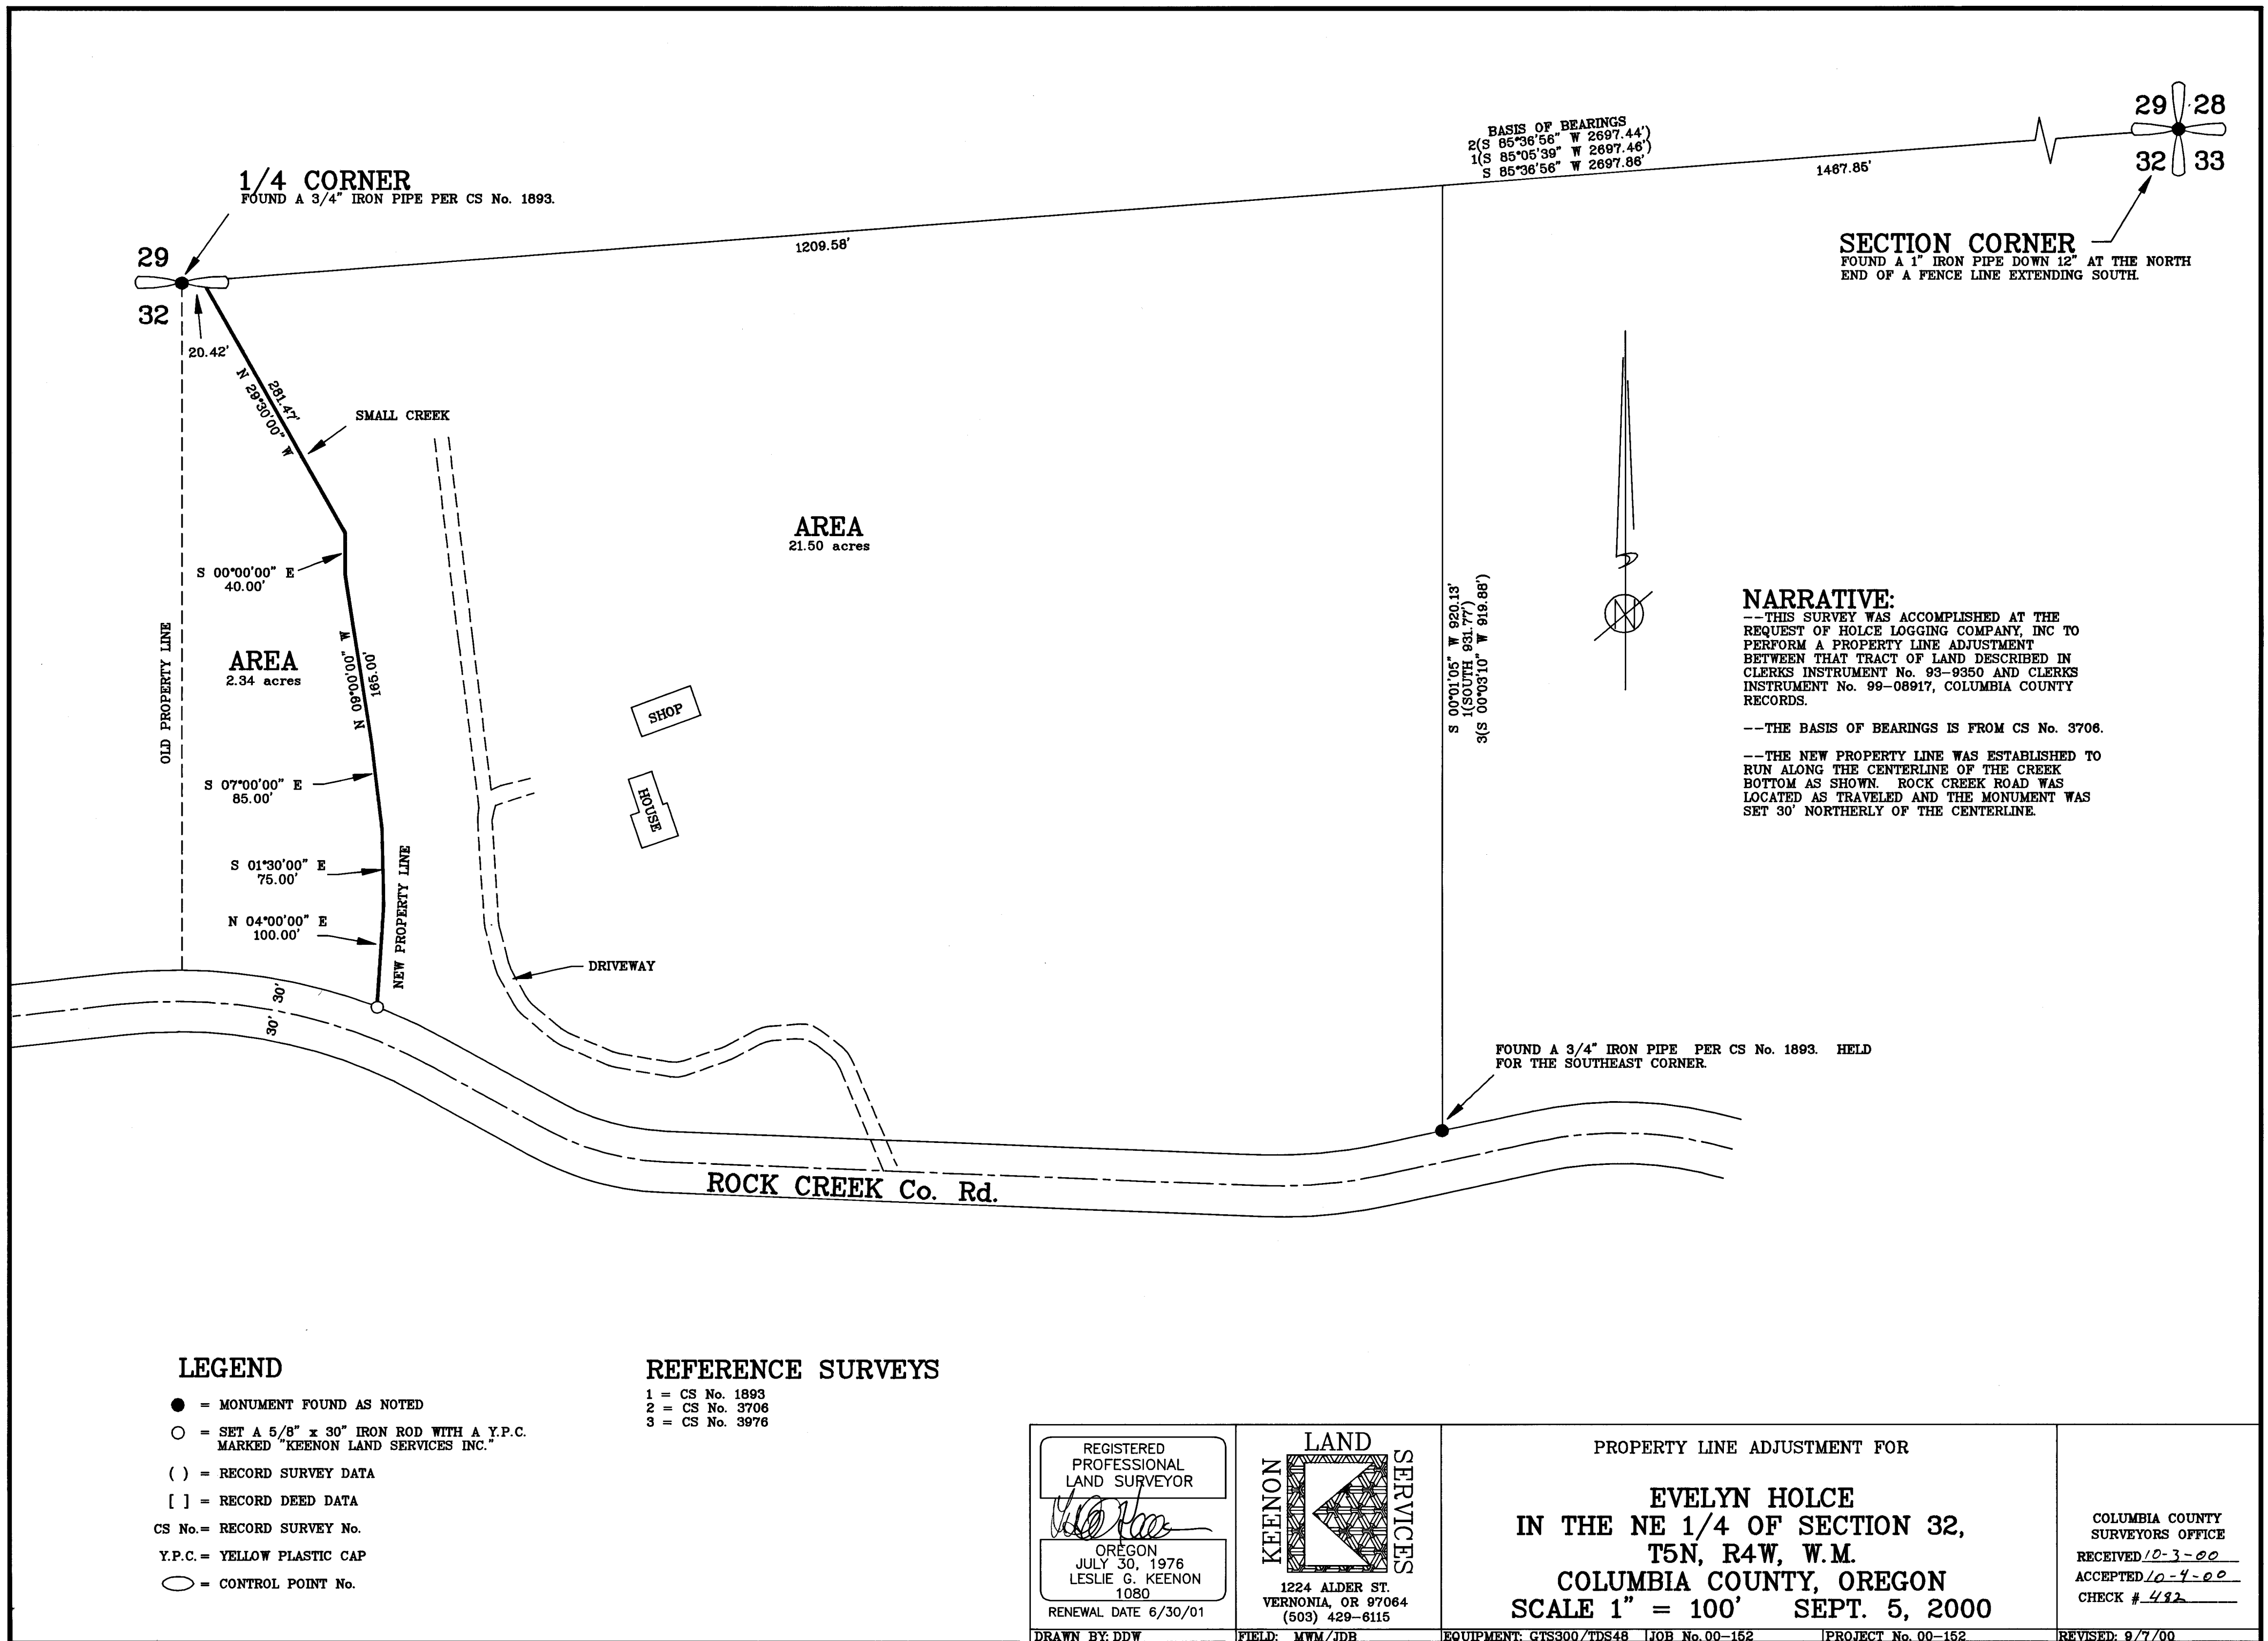 29 28
32 33
BASIS OF BEARINGS
2(S 85°36'56" W 2697.44')
1(S 85°05'39" W 2697.46')
S 85°36'56" W 2697.86'
1467.85'
1/4 CORNER
FOUND A 3/4" IRON PIPE PER CS No. 1893.
SECTION CORNER
FOUND A 1" IRON PIPE DOWN 12" AT THE NORTH
END OF A FENCE LINE EXTENDING SOUTH.
1209.58'
29
32
20.42'
281.47'
N 29°30'00" W
SMALL CREEK
AREA
21.50 acres
S 00°00'00" E
40.00'
OLD PROPERTY LINE
AREA
2.34 acres
N 09°00'00" W
165.00'
SHOP
HOUSE
S 00°01'05" W 920.13'
1(SOUTH 931.77')
3(S 00°03'10" W 919.88')
N
NARRATIVE:
--THIS SURVEY WAS ACCOMPLISHED AT THE
REQUEST OF HOLCE LOGGING COMPANY, INC TO
PERFORM A PROPERTY LINE ADJUSTMENT
BETWEEN THAT TRACT OF LAND DESCRIBED IN
CLERKS INSTRUMENT No. 93-9350 AND CLERKS
INSTRUMENT No. 99-08917, COLUMBIA COUNTY
RECORDS.
--THE BASIS OF BEARINGS IS FROM CS No. 3706.
--THE NEW PROPERTY LINE WAS ESTABLISHED TO
RUN ALONG THE CENTERLINE OF THE CREEK
BOTTOM AS SHOWN. ROCK CREEK ROAD WAS
LOCATED AS TRAVELED AND THE MONUMENT WAS
SET 30' NORTHERLY OF THE CENTERLINE.
S 07°00'00" E
85.00'
S 01°30'00" E
75.00'
N 04°00'00" E
100.00'
NEW PROPERTY LINE
DRIVEWAY
30'
30'
FOUND A 3/4" IRON PIPE PER CS No. 1893. HELD
FOR THE SOUTHEAST CORNER.
ROCK CREEK Co. Rd.
LEGEND
= MONUMENT FOUND AS NOTED
= SET A 5/8" x 30" IRON ROD WITH A Y.P.C.
MARKED "KEENON LAND SERVICES INC."
( ) = RECORD SURVEY DATA
[ ] = RECORD DEED DATA
CS No.= RECORD SURVEY No.
Y.P.C.= YELLOW PLASTIC CAP
= CONTROL POINT No.
REFERENCE SURVEYS
1 = CS No. 1893
2 = CS No. 3706
3 = CS No. 3976
REGISTERED
PROFESSIONAL
LAND SURVEYOR
OREGON
JULY 30, 1976
LESLIE G. KEENON
1080
RENEWAL DATE 6/30/01
KEENON
LAND
SERVICES
1224 ALDER ST.
VERNONIA, OR 97064
(503) 429-6115
PROPERTY LINE ADJUSTMENT FOR
EVELYN HOLCE
IN THE NE 1/4 OF SECTION 32,
T5N, R4W, W.M.
COLUMBIA COUNTY, OREGON
SCALE 1" = 100' SEPT. 5, 2000
COLUMBIA COUNTY
SURVEYORS OFFICE
RECEIVED 10-3-00
ACCEPTED 10-4-00
CHECK # 482
DRAWN BY: DDW
FIELD: MWM/JDB
EQUIPMENT: GTS300/TDS48
JOB No. 00-152
PROJECT No. 00-152
REVISED: 9/7/00